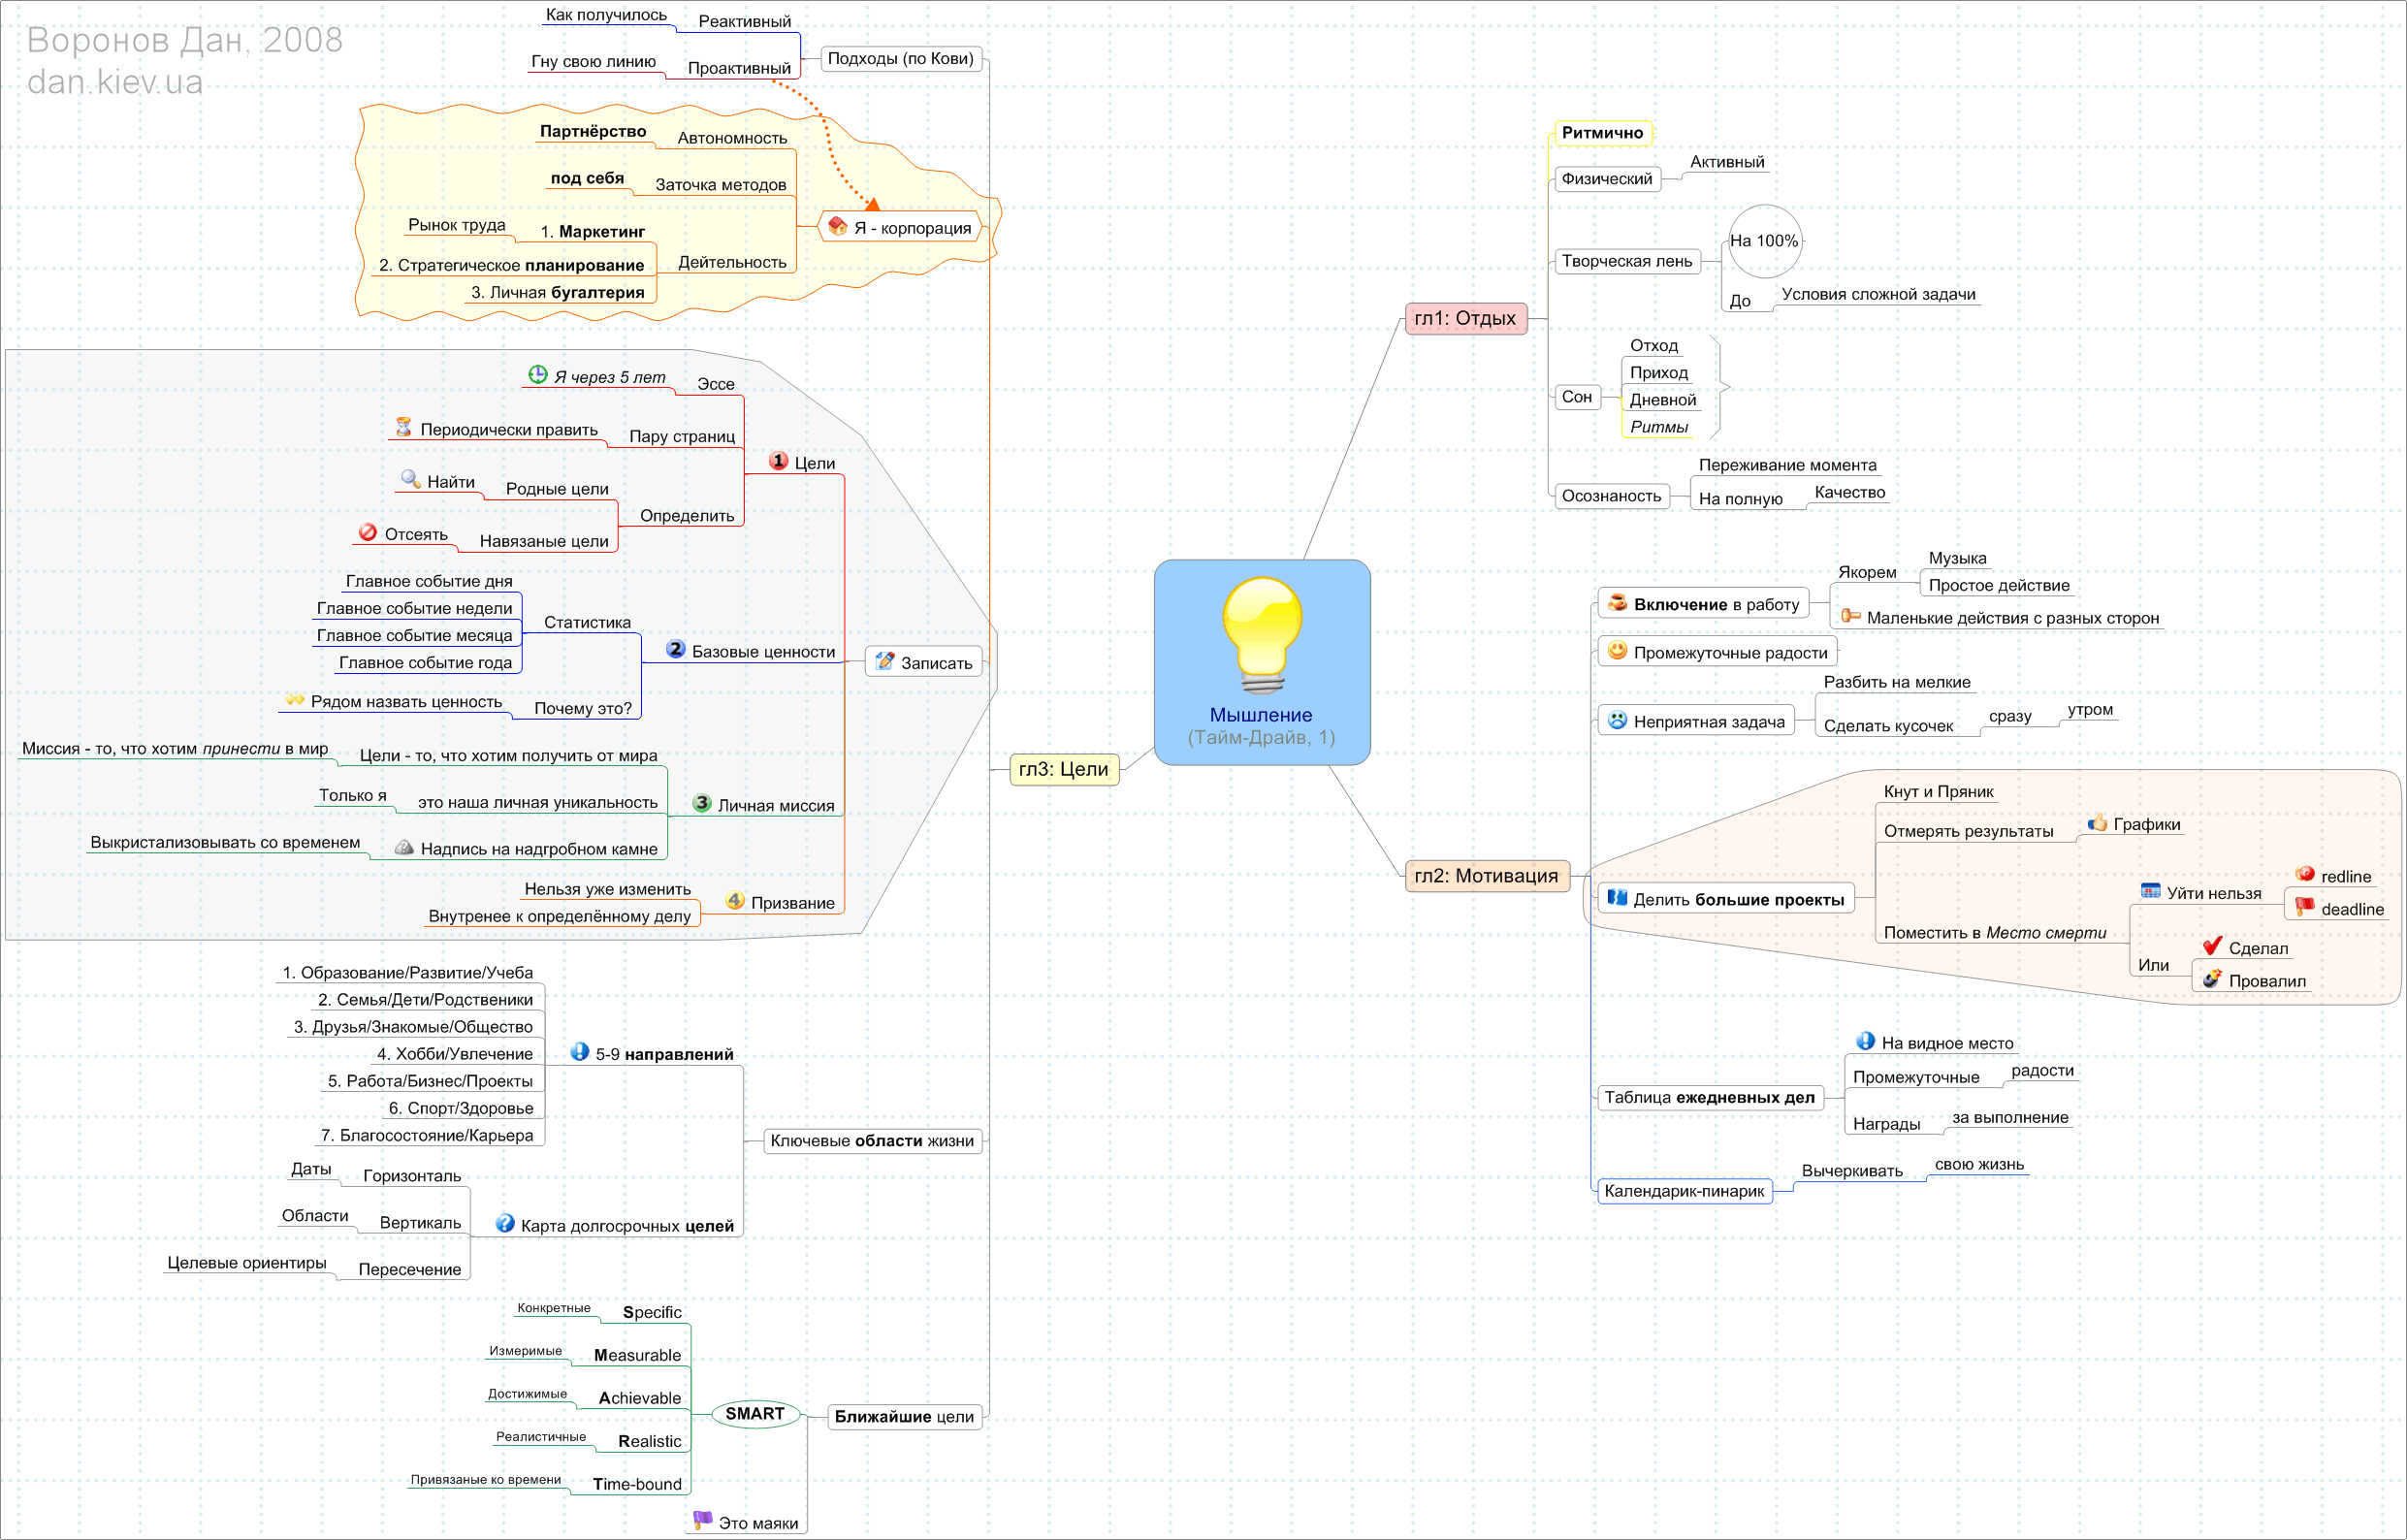 Воронов Дан, 2008
dan.kiev.ua
Мышление
(Тайм-Драйв, 1)
гл1: Отдых
Ритмично
Физический
Активный
Творческая лень
На 100%
До
Условия сложной задачи
Сон
Отход
Приход
Дневной
Ритмы
Осознаность
Переживание момента
На полную
Качество
гл2: Мотивация
Включение в работу
Якорем
Музыка
Простое действие
Маленькие действия с разных сторон
Промежуточные радости
Неприятная задача
Разбить на мелкие
Сделать кусочек
сразу
утром
Делить большие проекты
Кнут и Пряник
Отмерять результаты
Графики
Поместить в Место смерти
Уйти нельзя
redline
deadline
Или
Сделал
Провалил
Таблица ежедневных дел
На видное место
Промежуточные
радости
Награды
за выполнение
Календарик-пинарик
Вычеркивать
свою жизнь
гл3: Цели
Подходы (по Кови)
Реактивный
Как получилось
Проактивный
Гну свою линию
Я - корпорация
Автономность
Партнёрство
Заточка методов
под себя
Дейтельность
1. Маркетинг
Рынок труда
2. Стратегическое планирование
3. Личная бугалтерия
Записать
1 Цели
Эссе
Я через 5 лет
Пару страниц
Периодически править
Определить
Родные цели
Найти
Навязаные цели
Отсеять
2 Базовые ценности
Статистика
Главное событие дня
Главное событие недели
Главное событие месяца
Главное событие года
Почему это?
Рядом назвать ценность
3 Личная миссия
Цели - то, что хотим получить от мира
Миссия - то, что хотим принести в мир
это наша личная уникальность
Только я
Надпись на надгробном камне
Выкристализовывать со временем
4 Призвание
Нельзя уже изменить
Внутренее к определённому делу
Ключевые области жизни
5-9 направлений
1. Образование/Развитие/Учеба
2. Семья/Дети/Родственики
3. Друзья/Знакомые/Общество
4. Хобби/Увлечение
5. Работа/Бизнес/Проекты
6. Спорт/Здоровье
7. Благосостояние/Карьера
Карта долгосрочных целей
Горизонталь
Даты
Вертикаль
Области
Пересечение
Целевые ориентиры
Ближайшие цели
SMART
Specific
Конкретные
Measurable
Измеримые
Achievable
Достижимые
Realistic
Реалистичные
Time-bound
Привязаные ко времени
Это маяки